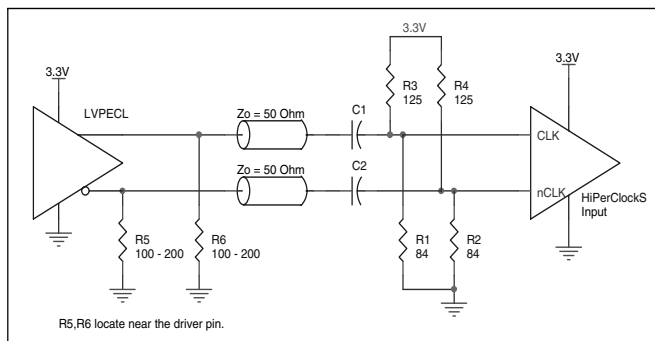 3.3V
3.3V
3.3V
R3
125
R4
125
LVPECL
Zo = 50 Ohm
C1
CLK
Zo = 50 Ohm
C2
nCLK
HiPerClockS
Input
R5
100 - 200
R6
100 - 200
R1
84
R2
84
R5,R6 locate near the driver pin.